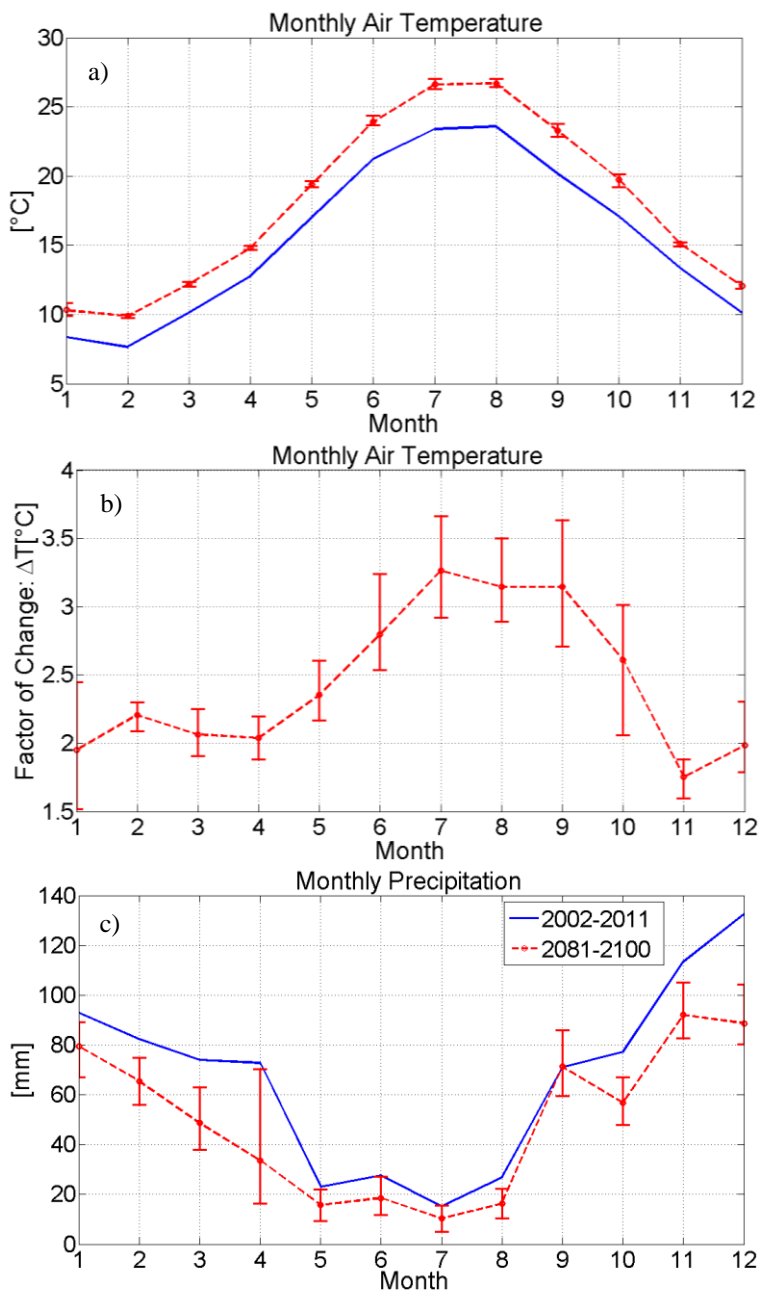 Monthly Air Temperature
a)
30
25
20
15
10
5
[°C]
1 2 3 4 5 6 7 8 9 10 11 12
Month
Monthly Air Temperature
b)
4
3.5
3
2.5
2
1.5
Factor of Change: ΔT[°C]
1 2 3 4 5 6 7 8 9 10 11 12
Month
Monthly Precipitation
c)
2002-2011
2081-2100
140
120
100
80
60
40
20
0
[mm]
1 2 3 4 5 6 7 8 9 10 11 12
Month